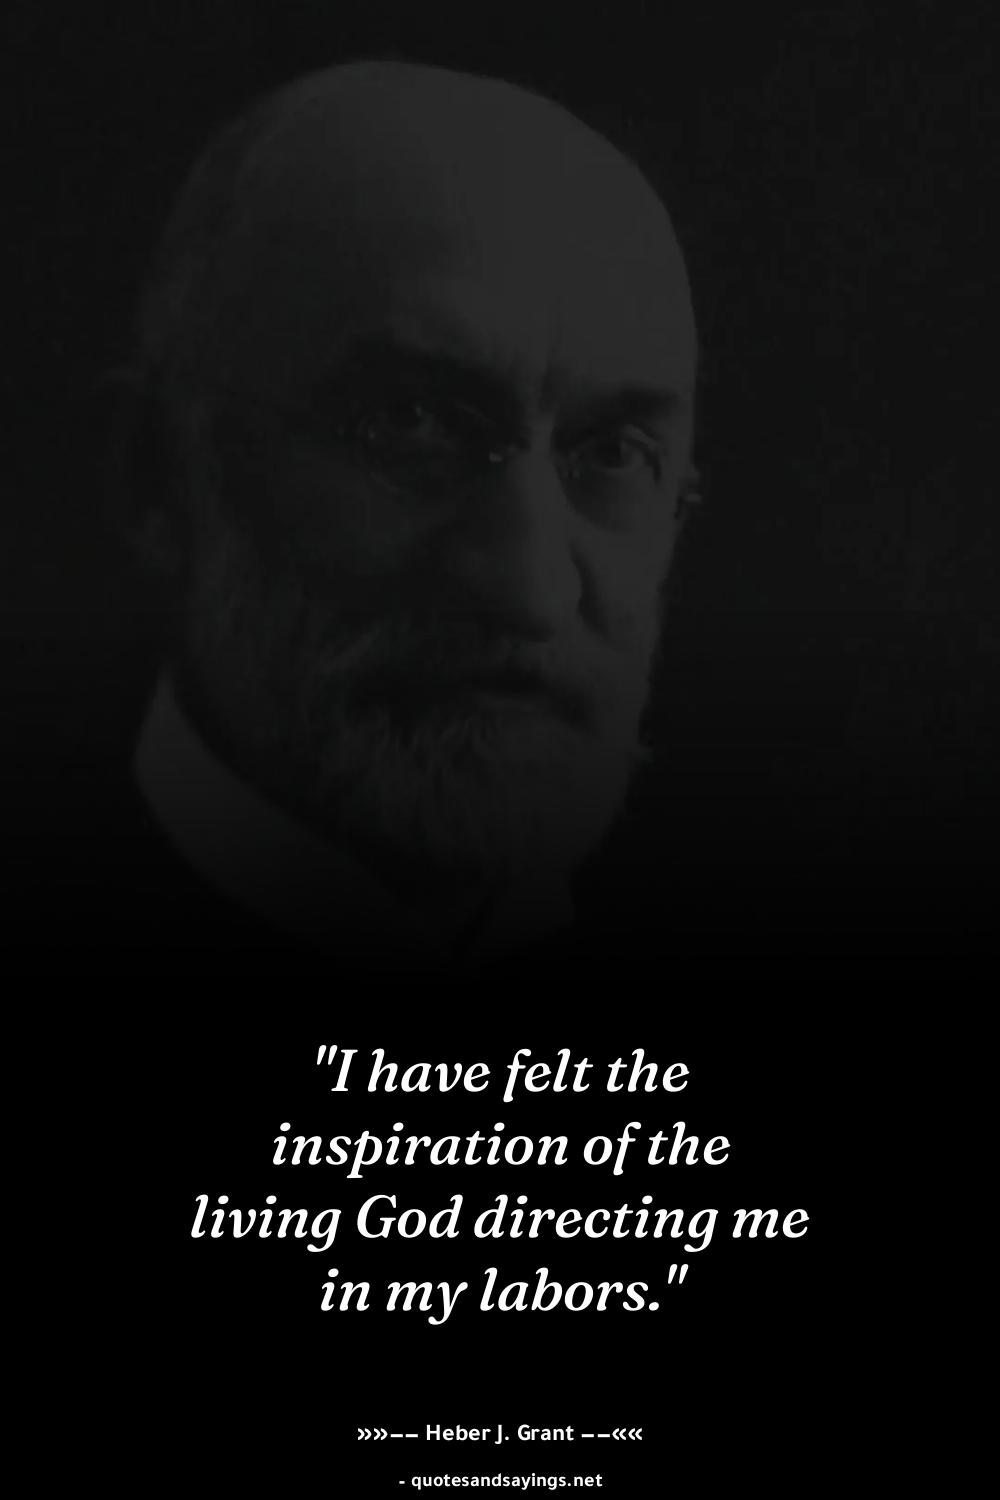 "I have felt the
inspiration of the
living God directing me
in my labors."
»»−− Heber J. Grant −−««
- quotesandsayings.net